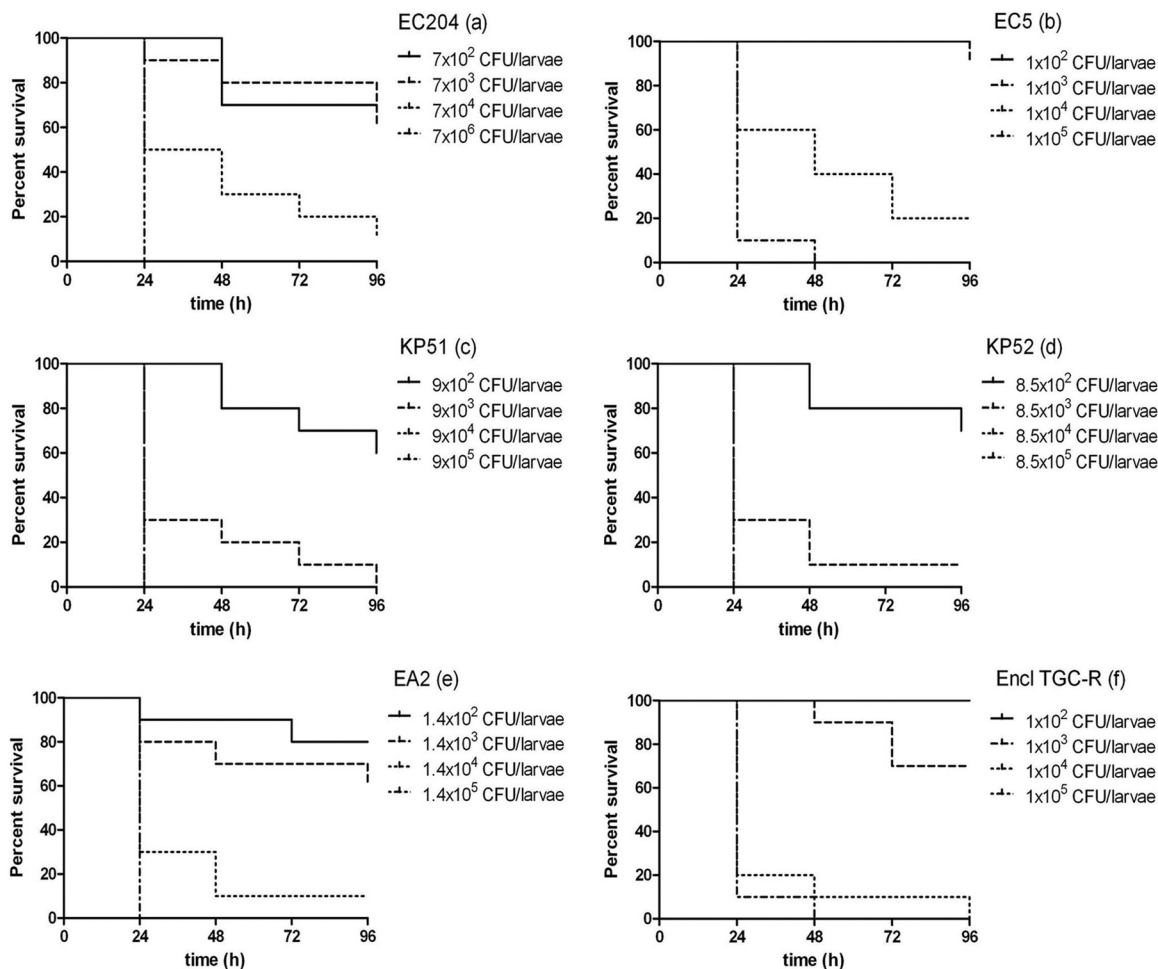 EC204 (a)
7x10² CFU/larvae
7x10³ CFU/larvae
7x10⁴ CFU/larvae
7x10⁶ CFU/larvae
Percent survival
100
80
60
40
20
0
0 24 48 72 96
time (h)
EC5 (b)
1x10² CFU/larvae
1x10³ CFU/larvae
1x10⁴ CFU/larvae
1x10⁵ CFU/larvae
Percent survival
100
80
60
40
20
0
0 24 48 72 96
time (h)
KP51 (c)
9x10² CFU/larvae
9x10³ CFU/larvae
9x10⁴ CFU/larvae
9x10⁵ CFU/larvae
Percent survival
100
80
60
40
20
0
0 24 48 72 96
time (h)
KP52 (d)
8.5x10² CFU/larvae
8.5x10³ CFU/larvae
8.5x10⁴ CFU/larvae
8.5x10⁵ CFU/larvae
Percent survival
100
80
60
40
20
0
0 24 48 72 96
time (h)
EA2 (e)
1.4x10² CFU/larvae
1.4x10³ CFU/larvae
1.4x10⁴ CFU/larvae
1.4x10⁵ CFU/larvae
Percent survival
100
80
60
40
20
0
0 24 48 72 96
time (h)
Encl TGC-R (f)
1x10² CFU/larvae
1x10³ CFU/larvae
1x10⁴ CFU/larvae
1x10⁵ CFU/larvae
Percent survival
100
80
60
40
20
0
0 24 48 72 96
time (h)